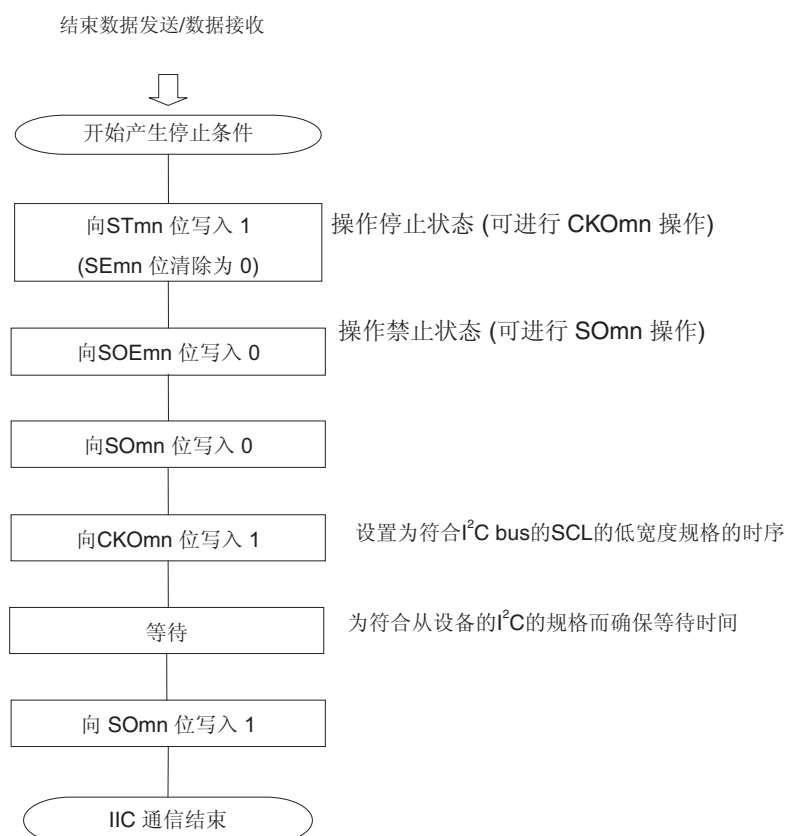 结束数据发送/数据接收
开始产生停止条件
向STmn 位写入 1
(SEmn 位清除为 0)
操作停止状态 (可进行 CKOmn 操作)
向SOEmn 位写入 0
操作禁止状态 (可进行 SOmn 操作)
向SOmn 位写入 0
向CKOmn 位写入 1
设置为符合I²C bus的SCL的低宽度规格的时序
等待
为符合从设备的I²C的规格而确保等待时间
向 SOmn 位写入 1
IIC 通信结束